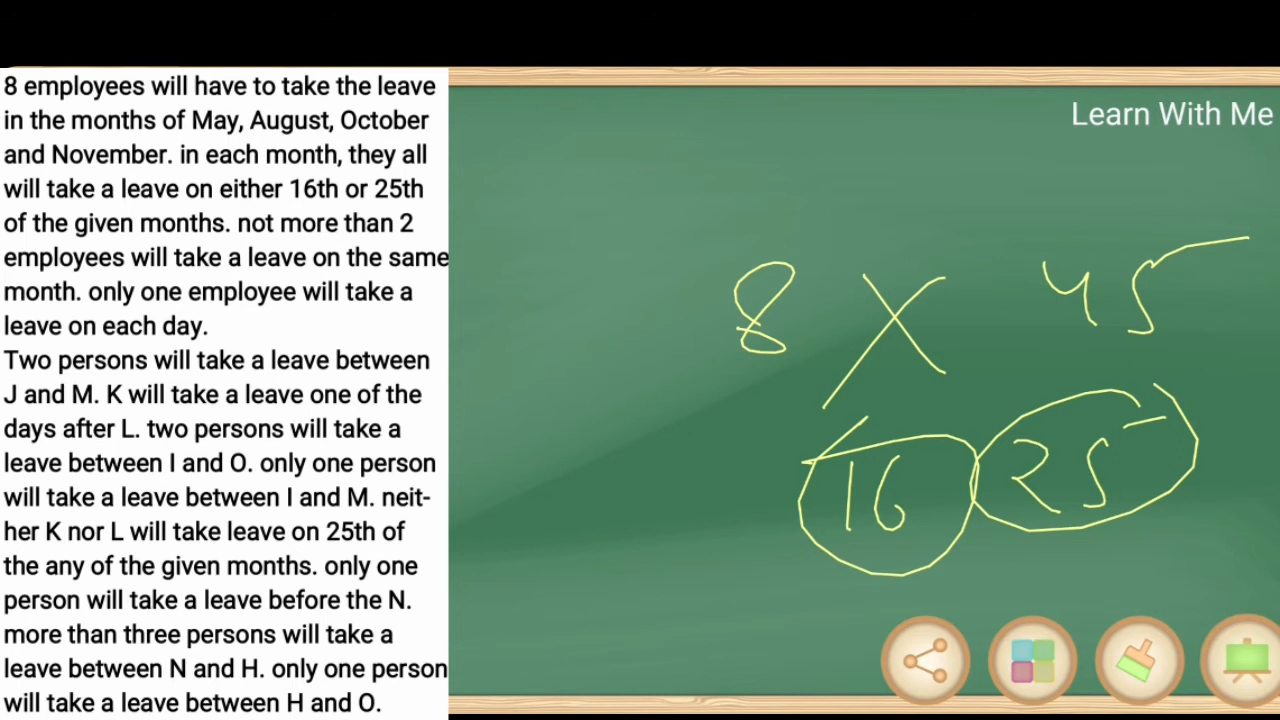 8 employees will have to take the leave
in the months of May, August, October
and November. in each month, they all
will take a leave on either 16th or 25th
of the given months. not more than 2
employees will take a leave on the same
month. only one employee will take a
leave on each day.
Two persons will take a leave between
J and M. K will take a leave one of the
days after L. two persons will take a
leave between I and O. only one person
will take a leave between I and M. neit-
her K nor L will take leave on 25th of
the any of the given months. only one
person will take a leave before the N.
more than three persons will take a
leave between N and H. only one person
will take a leave between H and O.
Learn With Me
8 X 45
16 25